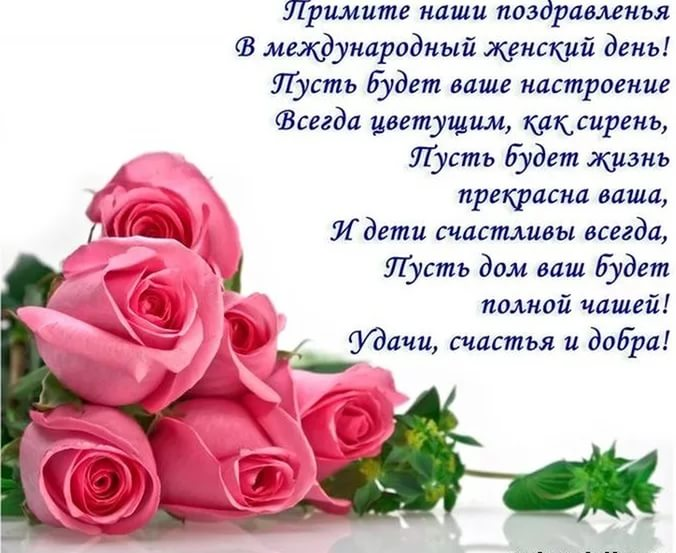 Примите наши поздравленья
В международный женский день!
Пусть будет ваше настроение
Всегда цветущим, как сирень,
Пусть будет жизнь
прекрасна ваша,
И дети счастливы всегда,
Пусть дом ваш будет
полной чашей!
Удачи, счастья и добра!